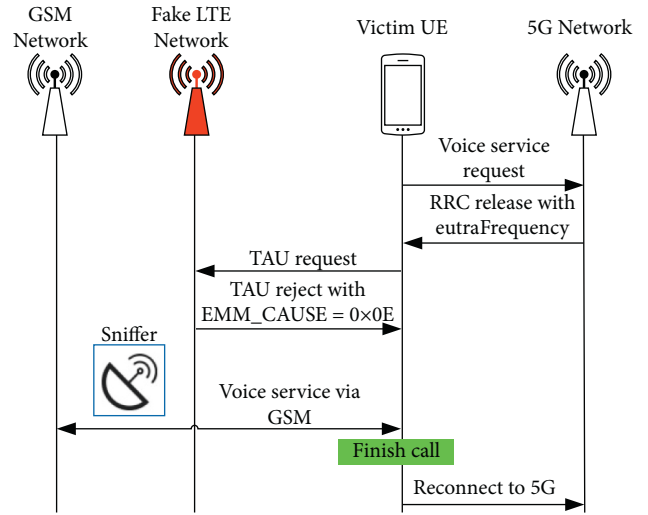 GSM
Network
Fake LTE
Network
Victim UE
5G Network
Voice service
request
RRC release with
eutraFrequency
TAU request
TAU reject with
EMM_CAUSE = 0×0E
Sniffer
Voice service via
GSM
Finish call
Reconnect to 5G